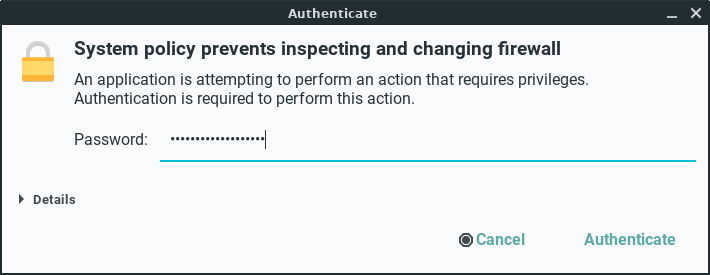 Authenticate
System policy prevents inspecting and changing firewall
An application is attempting to perform an action that requires privileges.
Authentication is required to perform this action.
Password: •••••••••••••••••••
Details
Cancel Authenticate